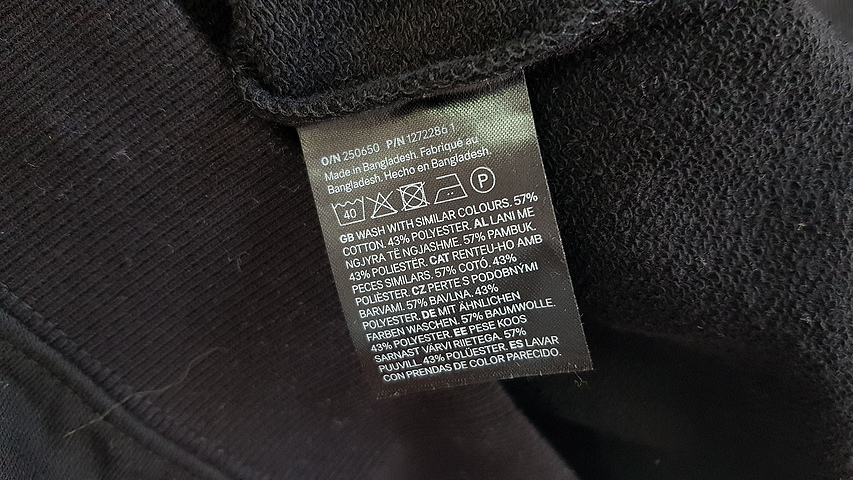 O/N 250650 P/N 1272286 1
Made in Bangladesh. Fabriqué au
Bangladesh. Hecho en Bangladesh.
40 P
GB WASH WITH SIMILAR COLOURS. 57%
COTTON. 43% POLYESTER. AL LANI ME
NGJYRA TË NGJASHME. 57% PAMBUK.
43% POLIESTËR. CAT RENTEU-HO AMB
PECES SIMILARS. 57% COTÓ. 43%
POLIÈSTER. CZ PERTE S PODOBNÝMI
BARVAMI. 57% BAVLNA. 43%
POLYESTER. DE MIT ÄHNLICHEN
FARBEN WASCHEN. 57% BAUMWOLLE.
43% POLYESTER. EE PESE KOOS
SARNAST VÄRVI RIIETEGA. 57%
PUUVILL. 43% POLÜESTER. ES LAVAR
CON PRENDAS DE COLOR PARECIDO.